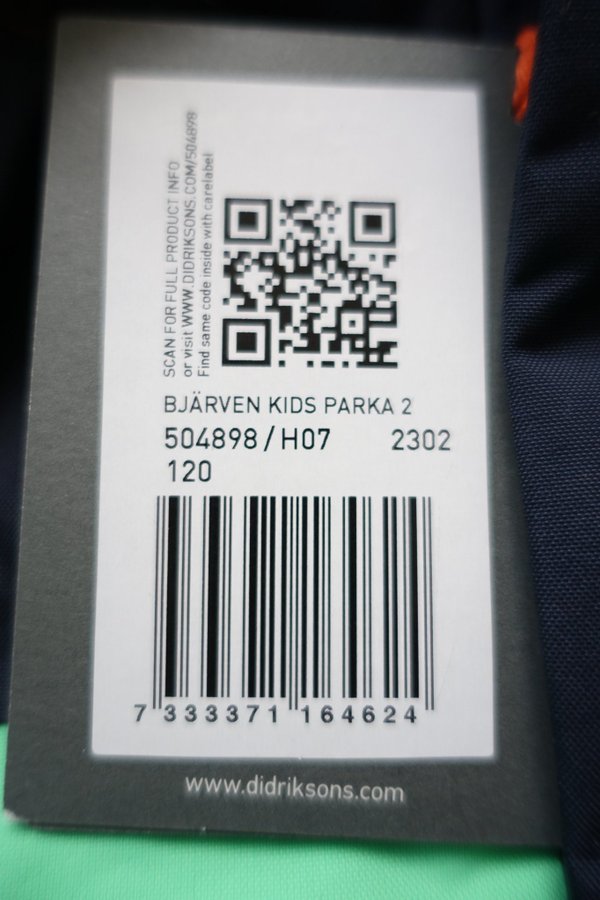 SCAN FOR FULL PRODUCT INFO
or visit WWW.DIDRIKSONS.COM/504898
Find same code inside with carelabel
BJÄRVEN KIDS PARKA 2
504898/H07 2302
120
7 333371 164624
www.didriksons.com